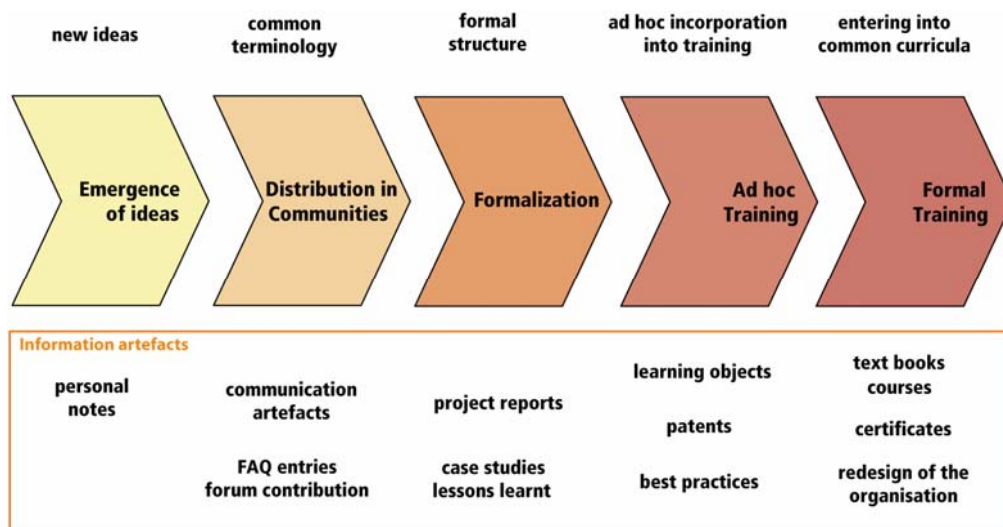 new ideas
common
terminology
formal
structure
ad hoc incorporation
into training
entering into
common curricula
Emergence
of ideas
Distribution in
Communities
Formalization
Ad hoc
Training
Formal
Training
Information artefacts
personal
notes
communication
artefacts
FAQ entries
forum contribution
project reports
case studies
lessons learnt
learning objects
patents
best practices
text books
courses
certificates
redesign of the
organisation